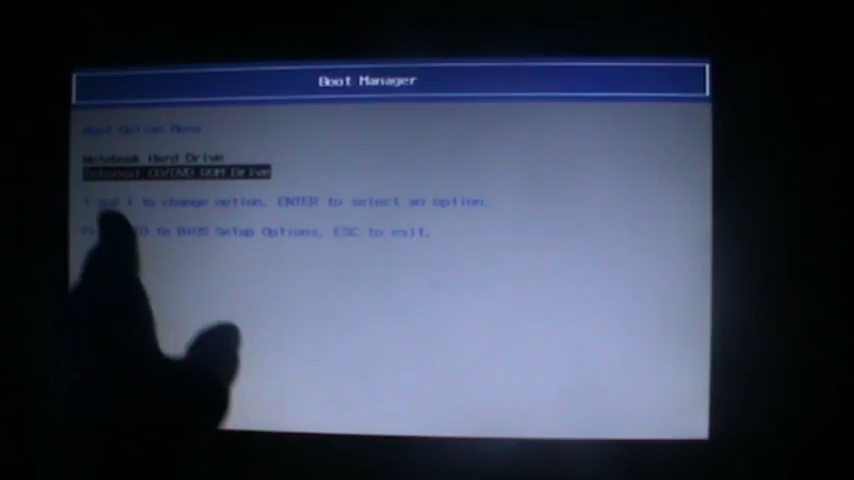 Boot Manager
Boot Option Menu
Notebook Hard Drive
Internal CD/DVD ROM Drive
and to change option, ENTER to select an option.
to BIOS Setup Options, ESC to exit.